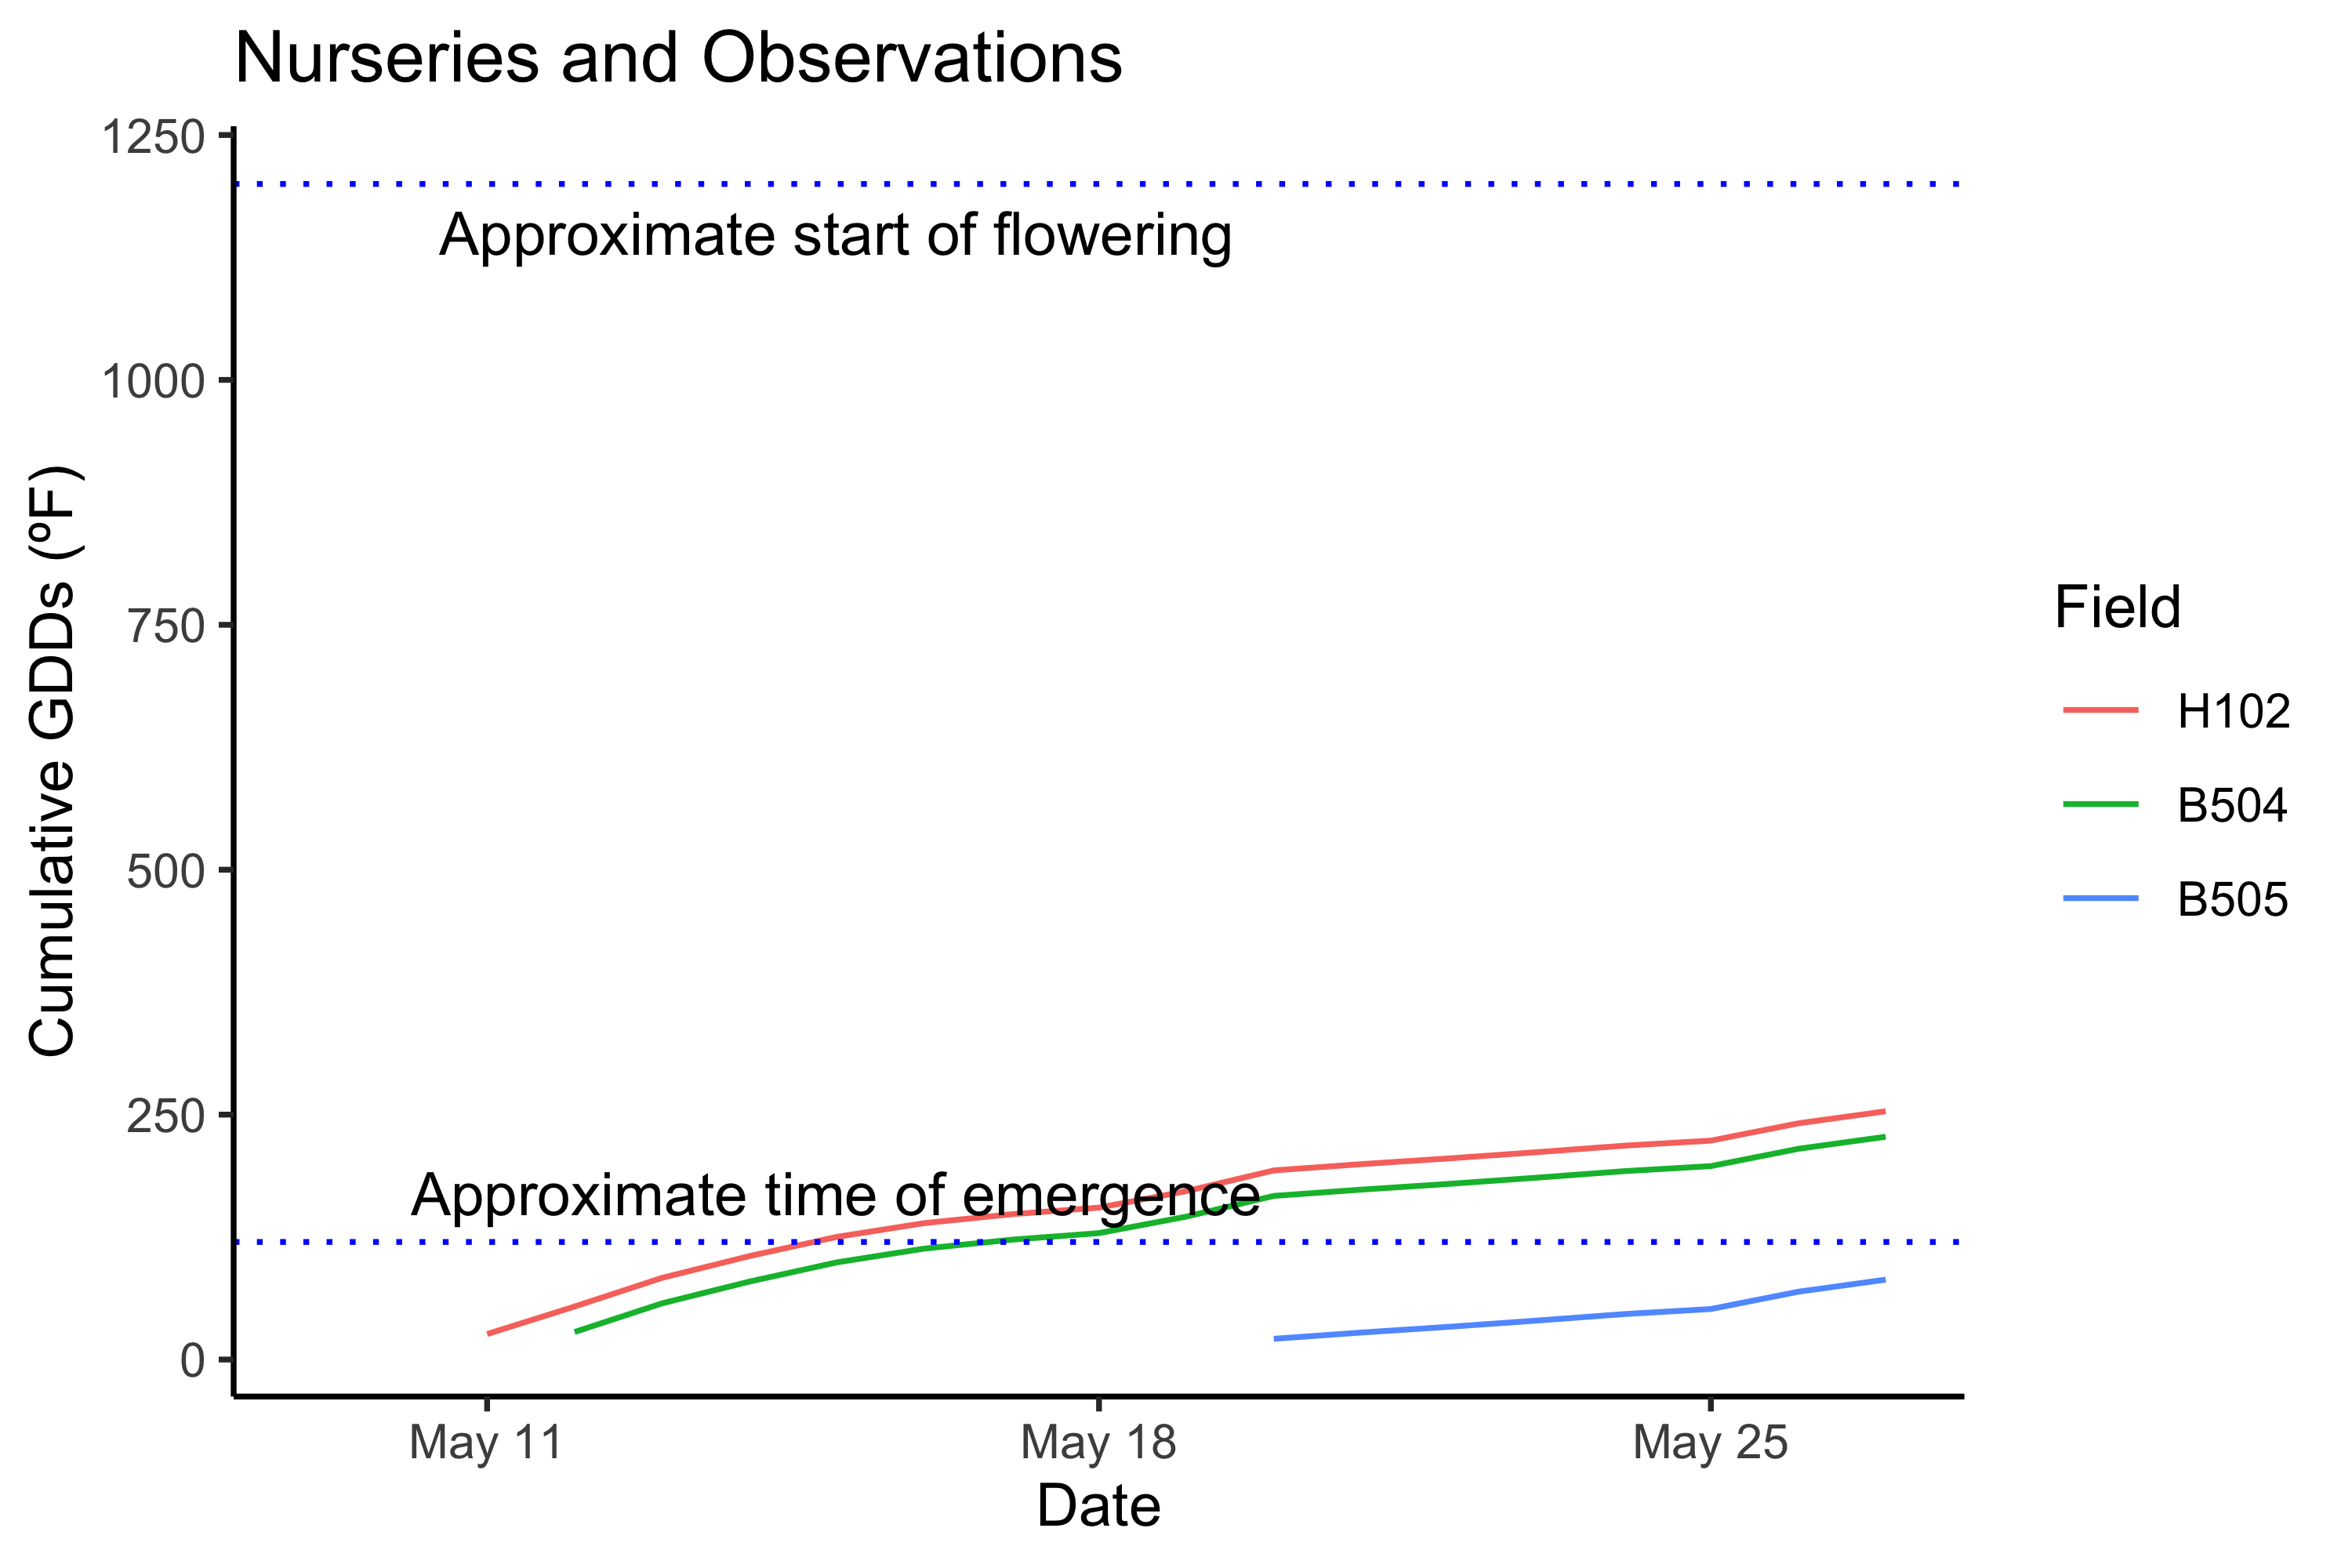 Nurseries and Observations
1250
Approximate start of flowering
1000
Cumulative GDDs (ºF)
750
500
250
Approximate time of emergence
0
May 11
May 18
May 25
Date
Field
H102
B504
B505